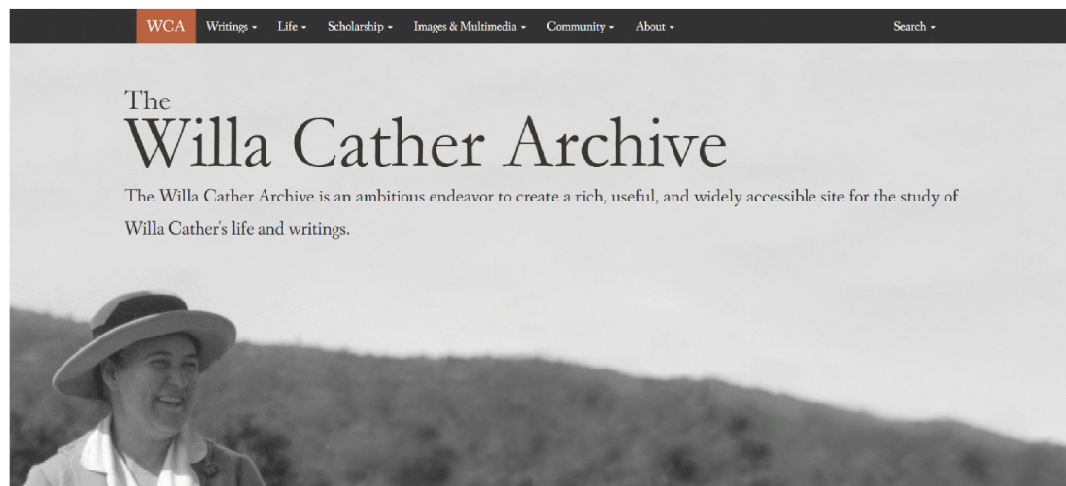 WCA Writings Life Scholarship Images & Multimedia Community About Search
The
Willa Cather Archive
The Willa Cather Archive is an ambitious endeavor to create a rich, useful, and widely accessible site for the study of
Willa Cather's life and writings.